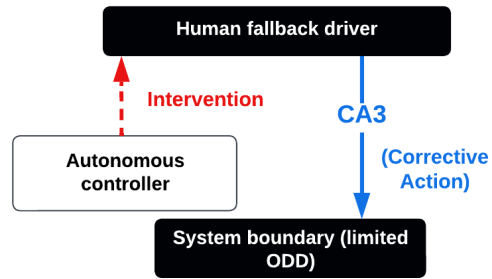 Human fallback driver
Intervention
CA3
(Corrective
Action)
Autonomous
controller
System boundary (limited
ODD)